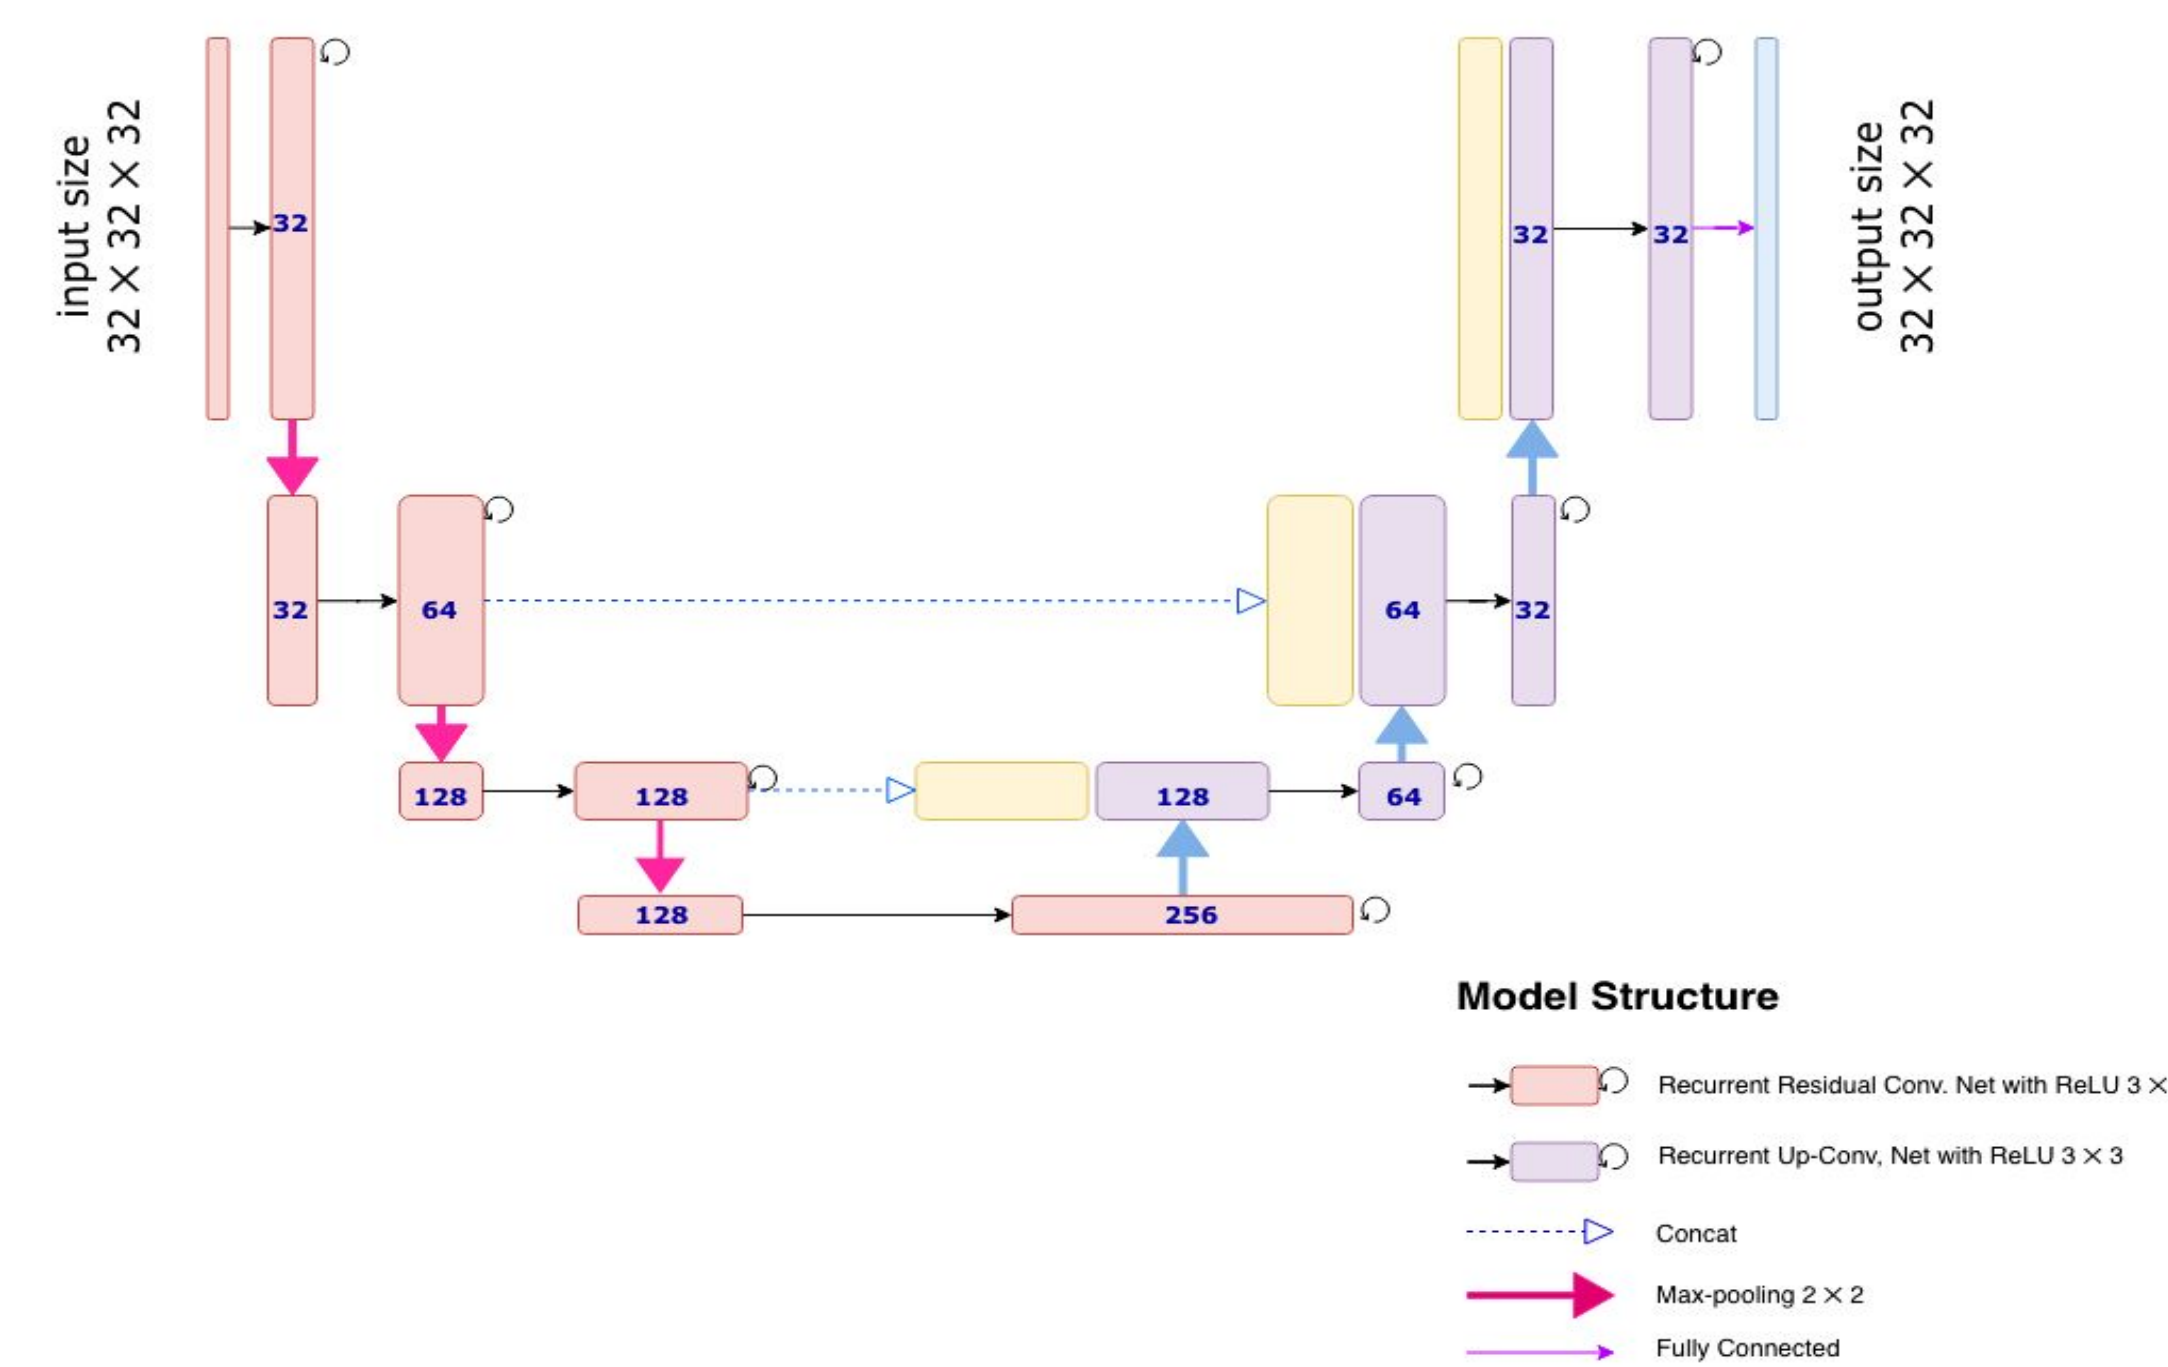 input size
32 × 32 × 32
32
32
64
128
128
128
256
128
64
64
32
32
32
output size
32 × 32 × 32
Model Structure
Recurrent Residual Conv. Net with ReLU 3 ×
Recurrent Up-Conv, Net with ReLU 3 × 3
Concat
Max-pooling 2 × 2
Fully Connected